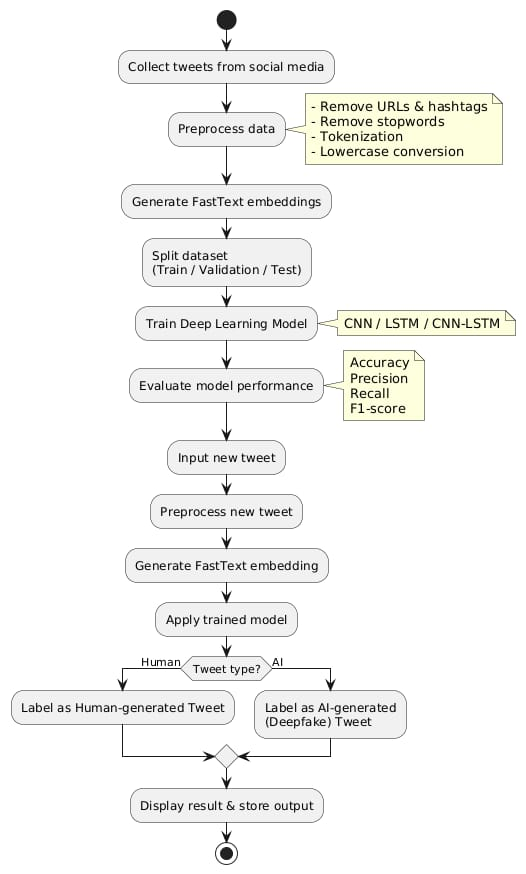 Collect tweets from social media
Preprocess data
- Remove URLs & hashtags
- Remove stopwords
- Tokenization
- Lowercase conversion
Generate FastText embeddings
Split dataset
(Train / Validation / Test)
Train Deep Learning Model
CNN / LSTM / CNN-LSTM
Evaluate model performance
Accuracy
Precision
Recall
F1-score
Input new tweet
Preprocess new tweet
Generate FastText embedding
Apply trained model
Human
Tweet type?
AI
Label as Human-generated Tweet
Label as AI-generated
(Deepfake) Tweet
Display result & store output